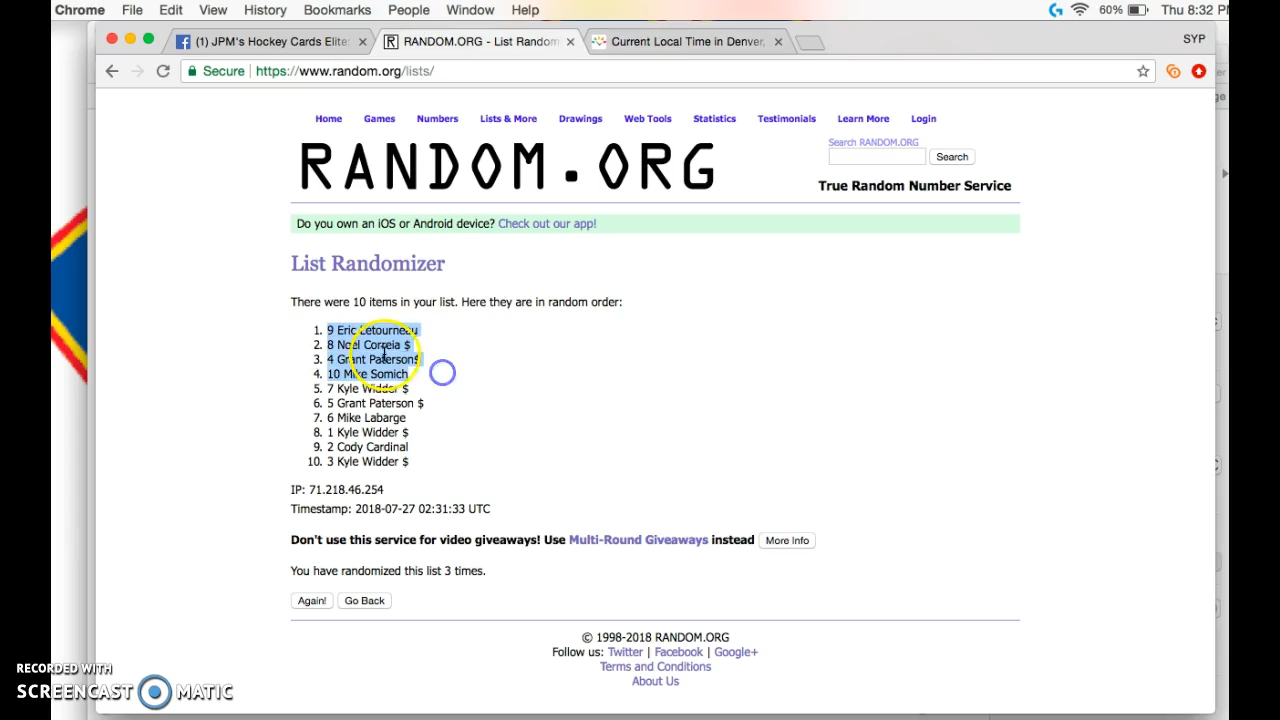 Chrome File Edit View History Bookmarks People Window Help 60% Thu 8:32
(1) JPM's Hockey Cards Elite RANDOM.ORG - List Random Current Local Time in Denver, SYP
Secure https://www.random.org/lists/
Home Games Numbers Lists & More Drawings Web Tools Statistics Testimonials Learn More Login
Search RANDOM.ORG
RANDOM.ORG
Search
True Random Number Service
Do you own an iOS or Android device? Check out our app!
List Randomizer
There were 10 items in your list. Here they are in random order:
1. 9 Eric Letourneau
2. 8 Noel Correia $
3. 4 Grant Paterson$
4. 10 Mike Somich
5. 7 Kyle Widder $
6. 5 Grant Paterson $
7. 6 Mike Labarge
8. 1 Kyle Widder $
9. 2 Cody Cardinal
10. 3 Kyle Widder $
IP: 71.218.46.254
Timestamp: 2018-07-27 02:31:33 UTC
Don't use this service for video giveaways! Use Multi-Round Giveaways instead More Info
You have randomized this list 3 times.
Again! Go Back
© 1998-2018 RANDOM.ORG
Follow us: Twitter | Facebook | Google+
Terms and Conditions
About Us
RECORDED WITH
SCREENCAST MATIC